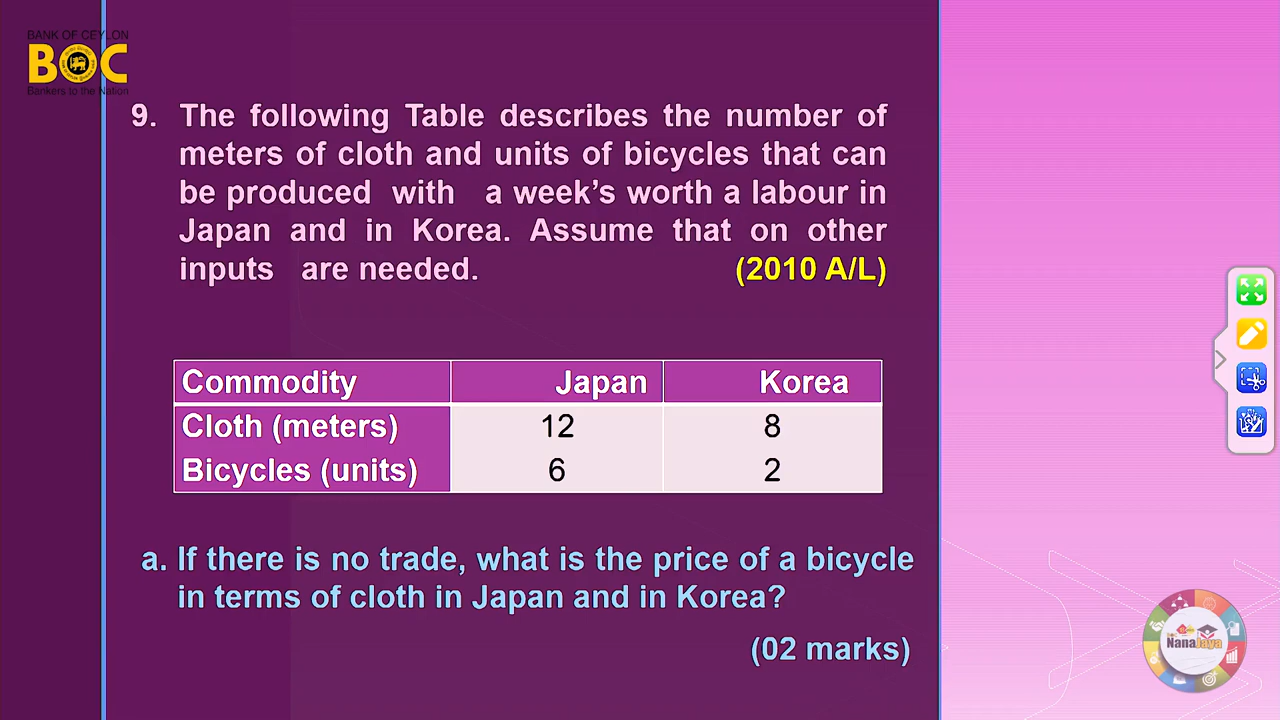 BANK OF CEYLON
BOC
Bankers to the Nation
9. The following Table describes the number of
meters of cloth and units of bicycles that can
be produced with a week's worth a labour in
Japan and in Korea. Assume that on other
inputs are needed. (2010 A/L)
Commodity Japan Korea
Cloth (meters) 12 8
Bicycles (units) 6 2
a. If there is no trade, what is the price of a bicycle
in terms of cloth in Japan and in Korea?
(02 marks)
NanaJaya